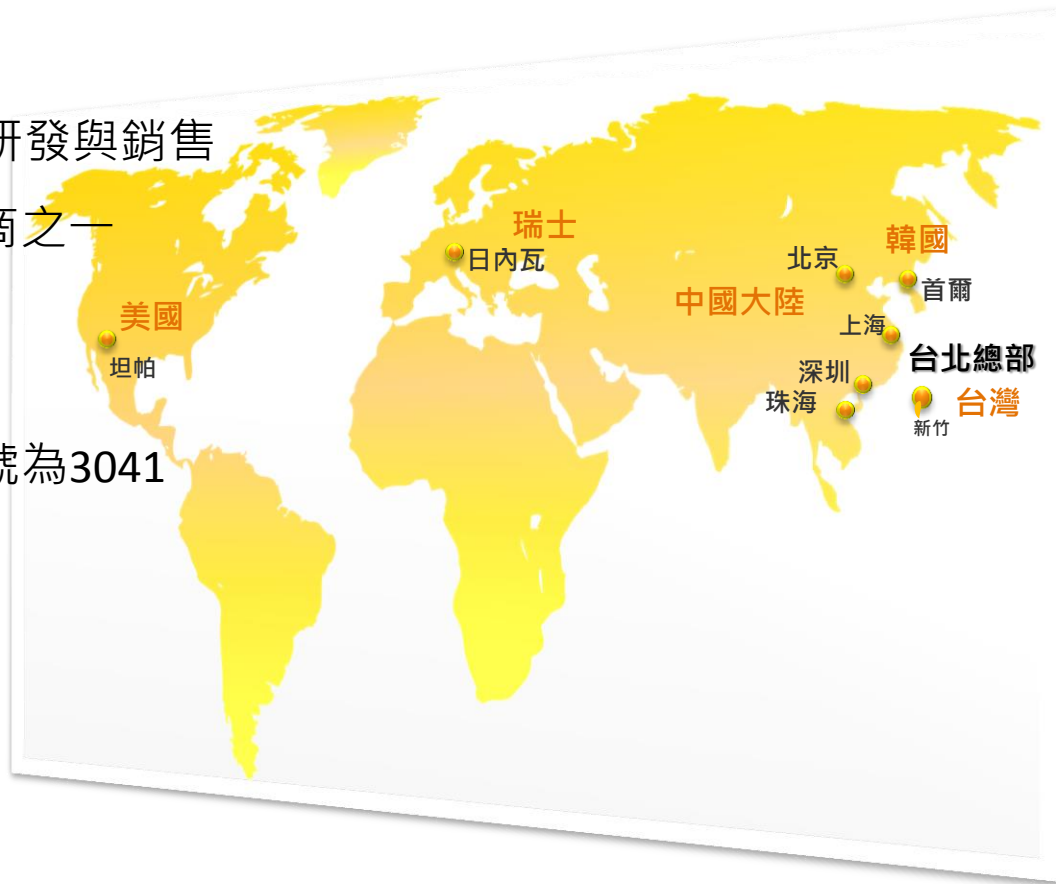 研發與銷售
商之一
號為3041
美國
坦帕
瑞士
日內瓦
韓國
首爾
北京
中國大陸
上海
深圳
珠海
台北總部
台灣
新竹